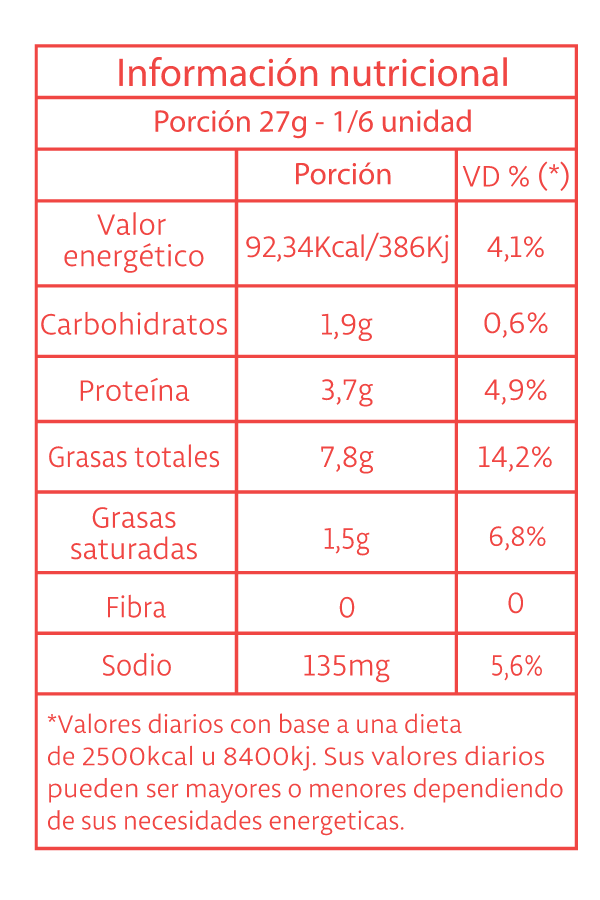 Información nutricional
Porción 27g - 1/6 unidad
Porción VD % (*)
Valor
energético 92,34Kcal/386Kj 4,1%
Carbohidratos 1,9g 0,6%
Proteína 3,7g 4,9%
Grasas totales 7,8g 14,2%
Grasas
saturadas 1,5g 6,8%
Fibra 0 0
Sodio 135mg 5,6%
*Valores diarios con base a una dieta
de 2500kcal u 8400kj. Sus valores diarios
pueden ser mayores o menores dependiendo
de sus necesidades energeticas.